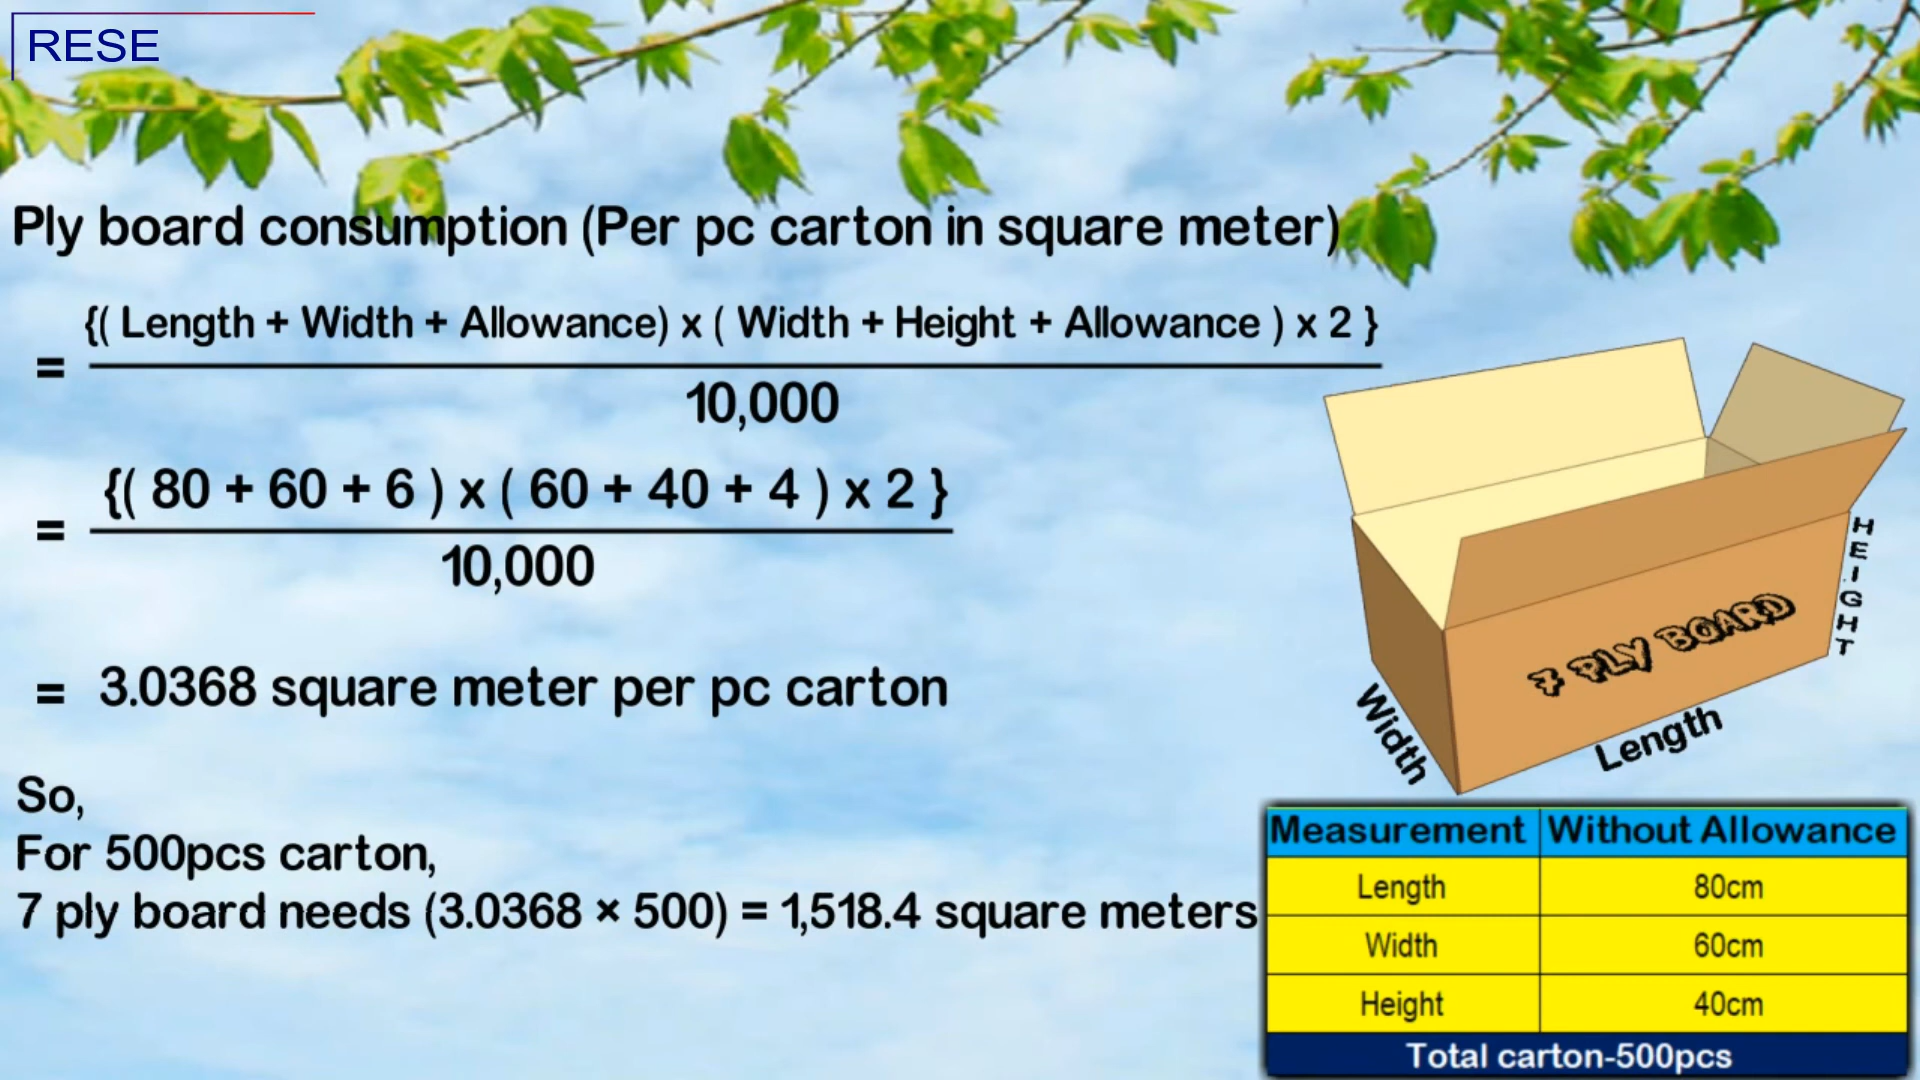 RESE
Ply board consumption (Per pc carton in square meter)
{( Length + Width + Allowance) x ( Width + Height + Allowance ) x 2 }
=
10,000
{( 80 + 60 + 6 ) x ( 60 + 40 + 4 ) x 2 }
=
10,000
= 3.0368 square meter per pc carton
So,
For 500pcs carton,
7 ply board needs (3.0368 × 500) = 1,518.4 square meters
7 PLY BOARD
HEIGHT
Width
Length
Measurement Without Allowance
Length 80cm
Width 60cm
Height 40cm
Total carton-500pcs